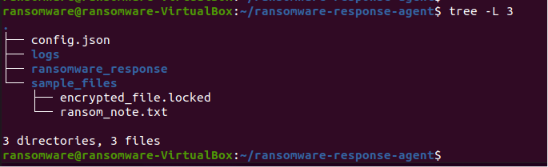 ransomware@ransomware-VirtualBox:~/ransomware-response-agent$ tree -L 3
.
├── config.json
├── logs
├── ransomware_response
└── sample_files
    ├── encrypted_file.locked
    └── ransom_note.txt

3 directories, 3 files
ransomware@ransomware-VirtualBox:~/ransomware-response-agent$